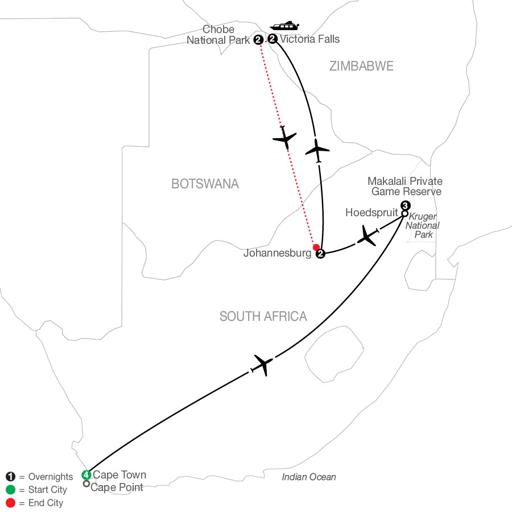 Chobe
National Park 2
2 Victoria Falls
ZIMBABWE
BOTSWANA
Makalali Private
Game Reserve
3
Hoedspruit
Kruger
National
Park
Johannesburg 2
SOUTH AFRICA
4 Cape Town
Cape Point
Indian Ocean
1 = Overnights
= Start City
= End City